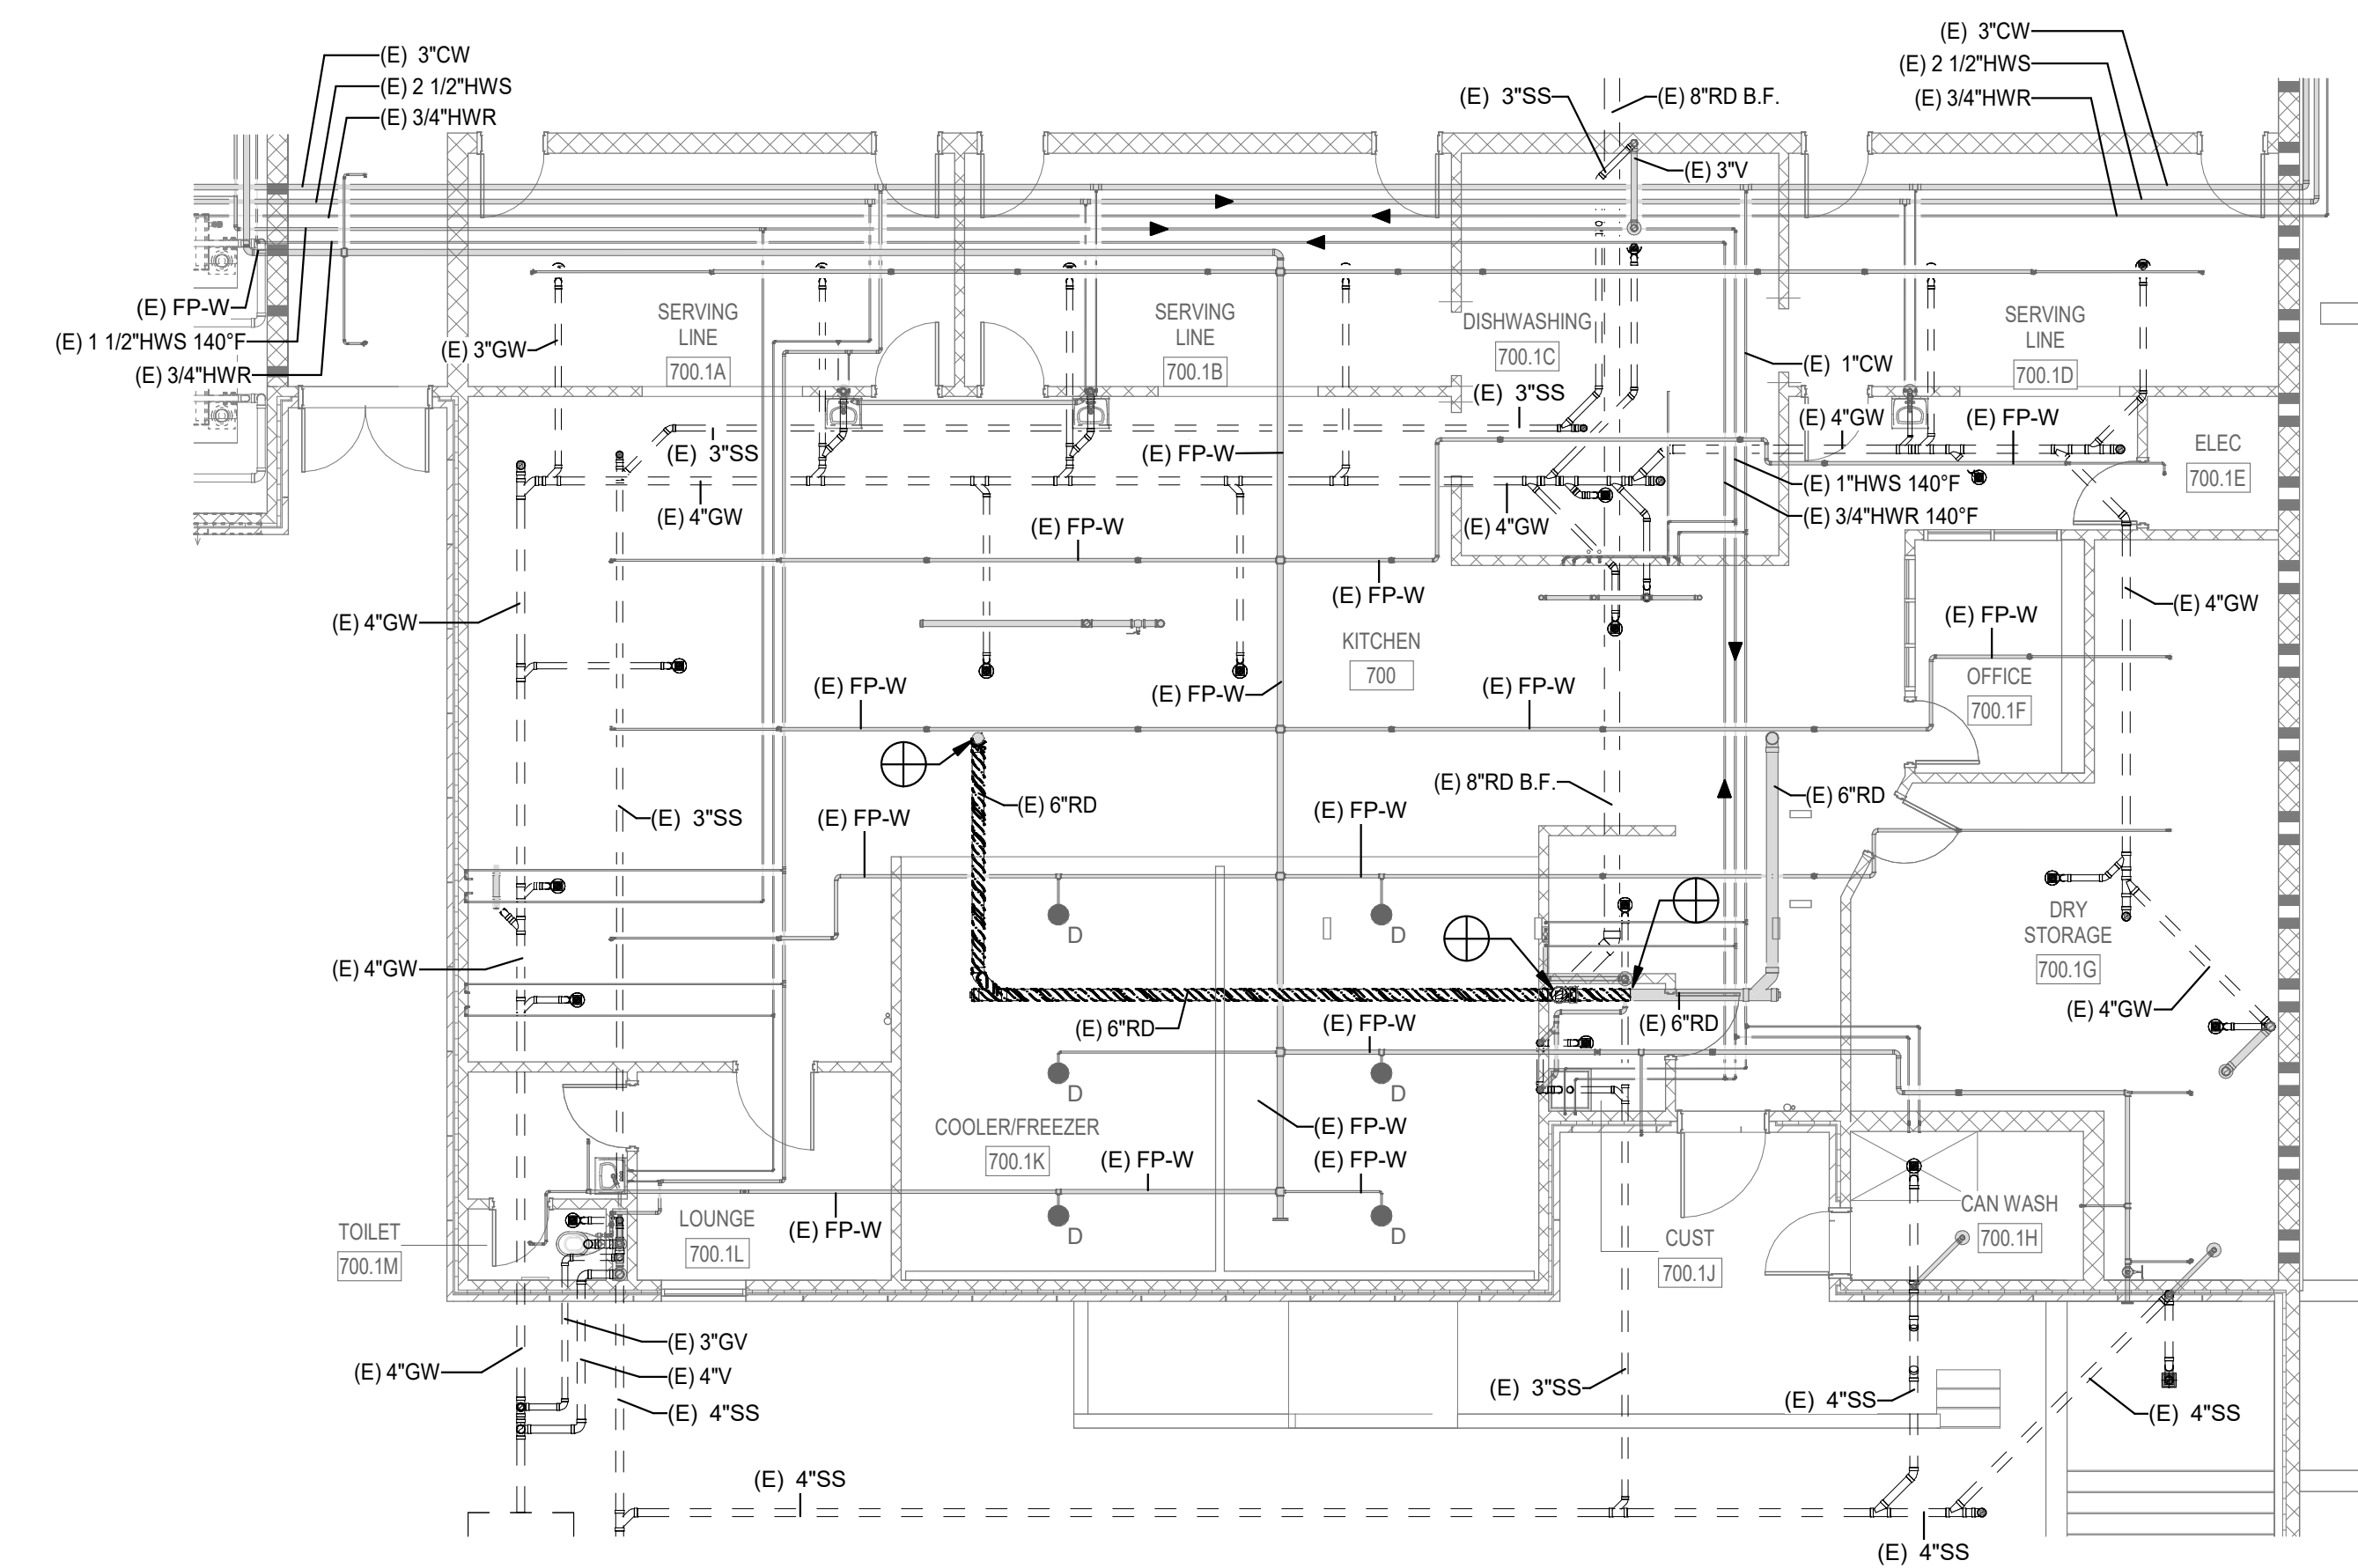 (E)  3"CW
(E) 2 1/2"HWS
(E) 3/4"HWR
(E)  3"SS
(E) 8"RD B.F.
(E) 3"V
(E)  3"CW
(E) 2 1/2"HWS
(E) 3/4"HWR
(E) FP-W
(E) 1 1/2"HWS 140°F
(E) 3/4"HWR
(E) 3"GW
SERVING
LINE
700.1A
SERVING
LINE
700.1B
DISHWASHING
700.1C
SERVING
LINE
700.1D
(E)  1"CW
(E)  3"SS
(E) 4"GW
(E) FP-W
ELEC
700.1E
(E)  3"SS
(E) FP-W
(E) 1"HWS 140°F
(E) 3/4"HWR 140°F
(E) 4"GW
(E) FP-W
(E) 4"GW
(E) FP-W
(E) 4"GW
(E) 4"GW
(E) FP-W
KITCHEN
700
OFFICE
700.1F
(E) FP-W
(E) FP-W
(E) FP-W
(E) 6"RD
(E)  3"SS
(E) FP-W
(E) FP-W
(E) 8"RD B.F.
(E) 6"RD
D
D
DRY
STORAGE
700.1G
(E) 4"GW
(E) 4"GW
(E) 6"RD
(E) FP-W
(E) 6"RD
D
D
COOLER/FREEZER
700.1K
(E) FP-W
(E) FP-W
(E) FP-W
TOILET
700.1M
LOUNGE
700.1L
(E) FP-W
D
D
CUST
700.1J
CAN WASH
700.1H
(E) 3"GV
(E) 4"GW
(E) 4"V
(E)  4"SS
(E)  3"SS
(E)  4"SS
(E)  4"SS
(E)  4"SS
(E)  4"SS